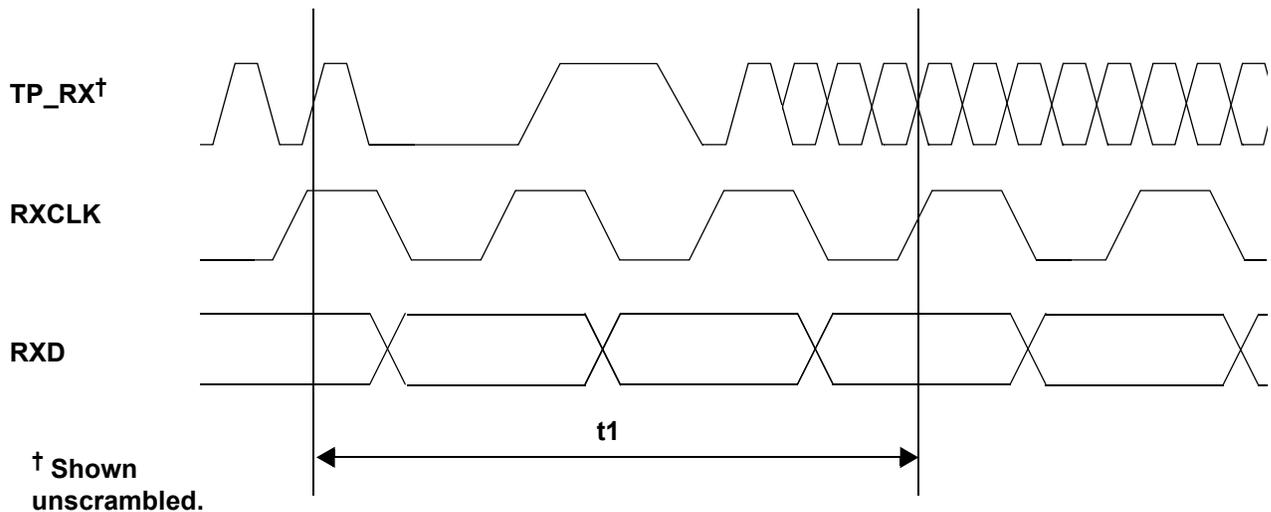 TP_RX†
RXCLK
RXD
t1
† Shown
unscrambled.